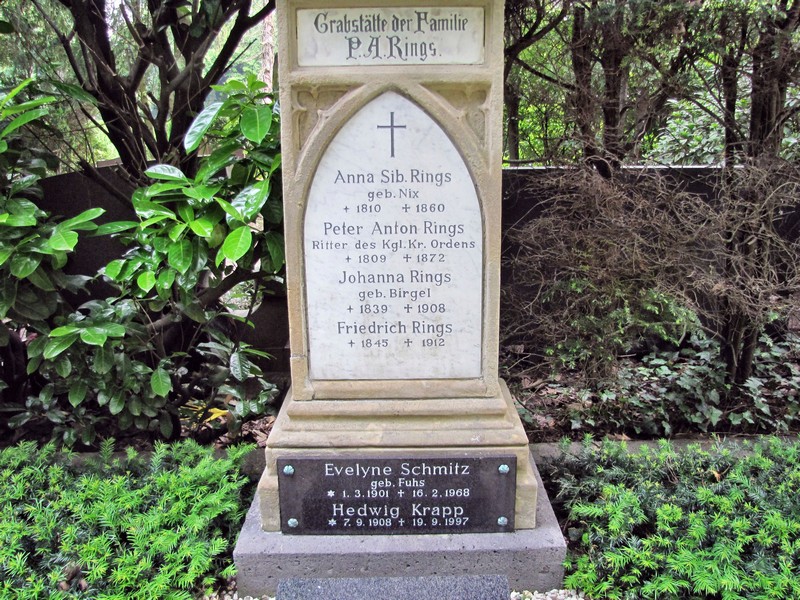 Grabstätte der Familie
P.A.Rings.
Anna Sib. Rings
geb. Nix
+ 1810 + 1860
Peter Anton Rings
Ritter des Kgl. Kr. Ordens
+ 1809 + 1872
Johanna Rings
geb. Birgel
+ 1839 + 1908
Friedrich Rings
+ 1845 + 1912
Evelyne Schmitz
geb. Fuhs
* 1.3.1901 + 16.2.1968
Hedwig Krapp
* 7.9.1908 + 19.9.1997